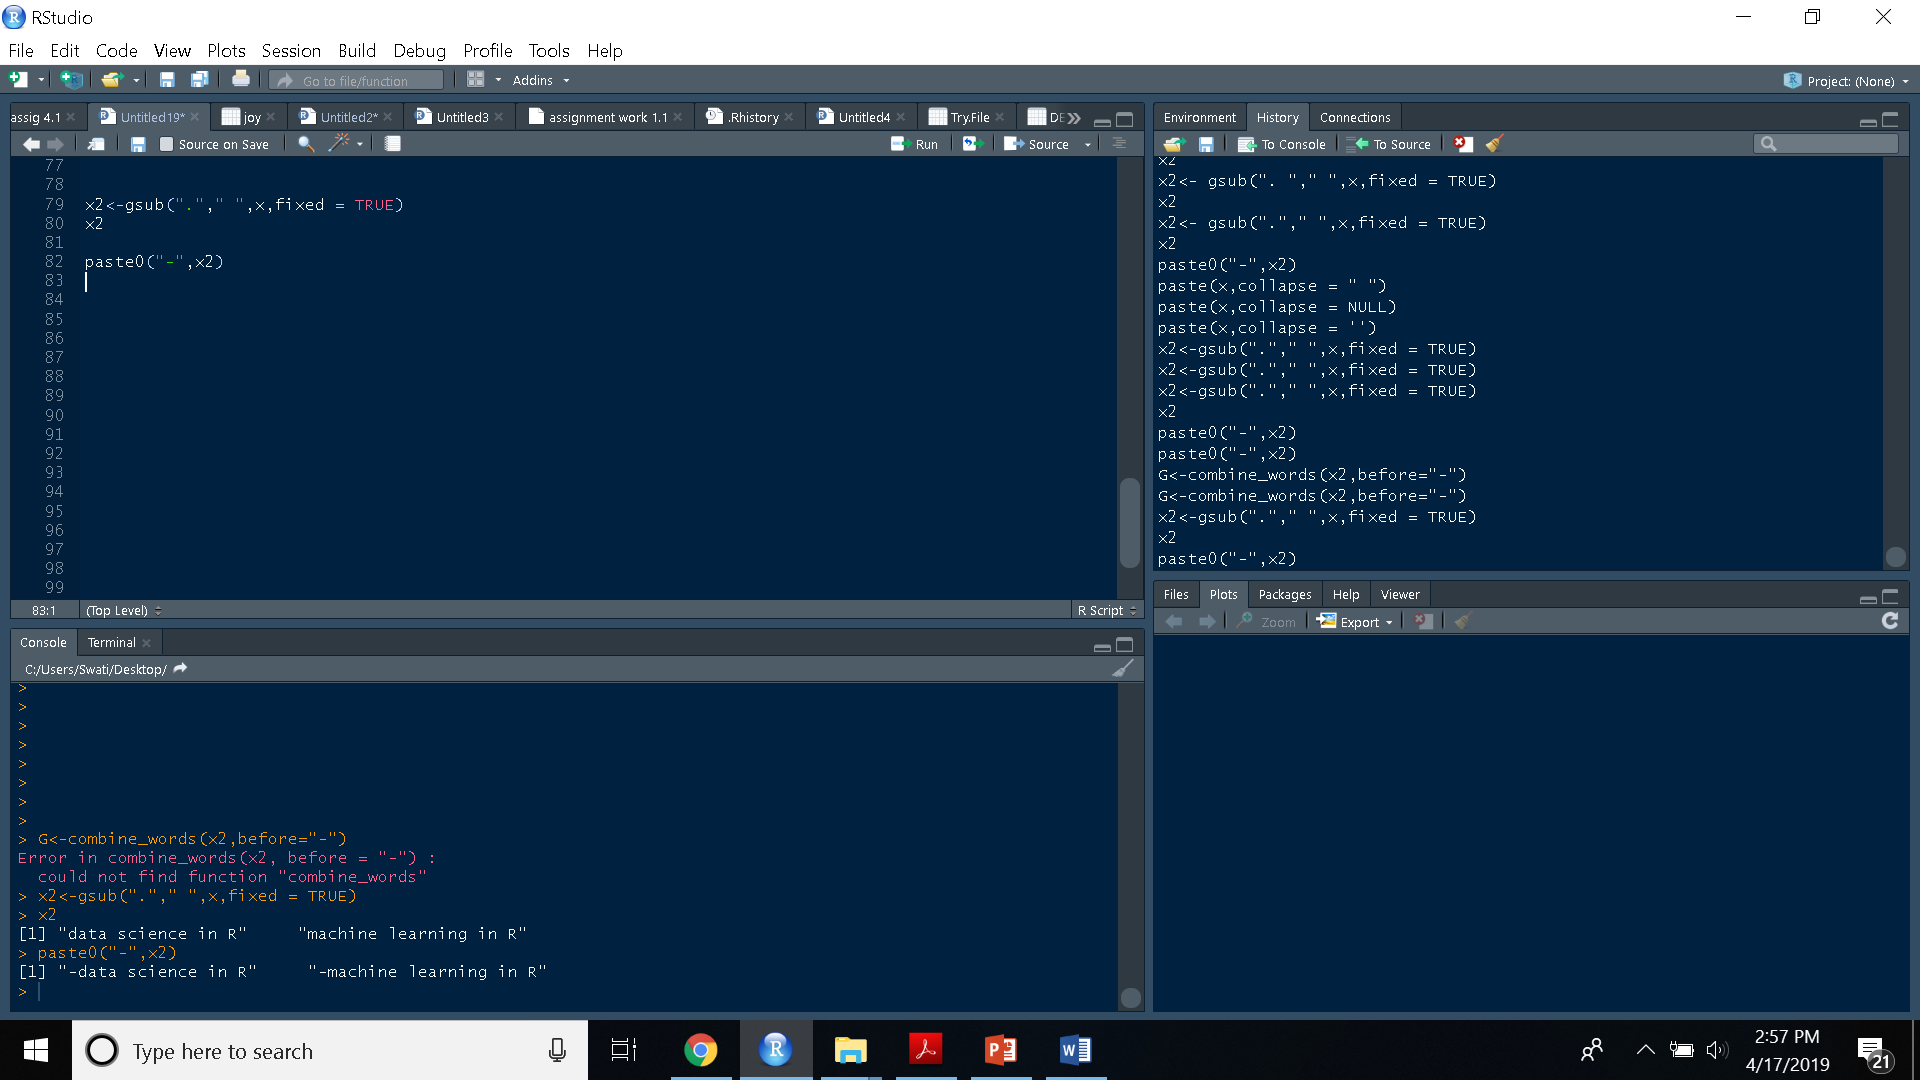 RStudio
File Edit Code View Plots Session Build Debug Profile Tools Help
Go to file/function Addins Project: (None)
assig 4.1 Untitled19* joy Untitled2* Untitled3 assignment work 1.1 .Rhistory Untitled4 Try.File DE
Source on Save Run Source
77
78
79 x2<-gsub("."," ",x,fixed = TRUE)
80 x2
81
82 paste0("-",x2)
83
84
85
86
87
88
89
90
91
92
93
94
95
96
97
98
99
83:1 (Top Level) R Script
Console Terminal
C:/Users/Swati/Desktop/
>
>
>
>
>
>
>
>
> G<-combine_words(x2,before="-")
Error in combine_words(x2, before = "-") :
could not find function "combine_words"
> x2<-gsub("."," ",x,fixed = TRUE)
> x2
[1] "data science in R" "machine learning in R"
> paste0("-",x2)
[1] "-data science in R" "-machine learning in R"
>
Environment History Connections
To Console To Source
x2
x2<- gsub(". "," ",x,fixed = TRUE)
x2
x2<- gsub("."," ",x,fixed = TRUE)
x2
paste0("-",x2)
paste(x,collapse = " ")
paste(x,collapse = NULL)
paste(x,collapse = '')
x2<-gsub("."," ",x,fixed = TRUE)
x2<-gsub("."," ",x,fixed = TRUE)
x2<-gsub("."," ",x,fixed = TRUE)
x2
paste0("-",x2)
paste0("-",x2)
G<-combine_words(x2,before="-")
G<-combine_words(x2,before="-")
x2<-gsub("."," ",x,fixed = TRUE)
x2
paste0("-",x2)
Files Plots Packages Help Viewer
Zoom Export
Type here to search
2:57 PM
4/17/2019
21